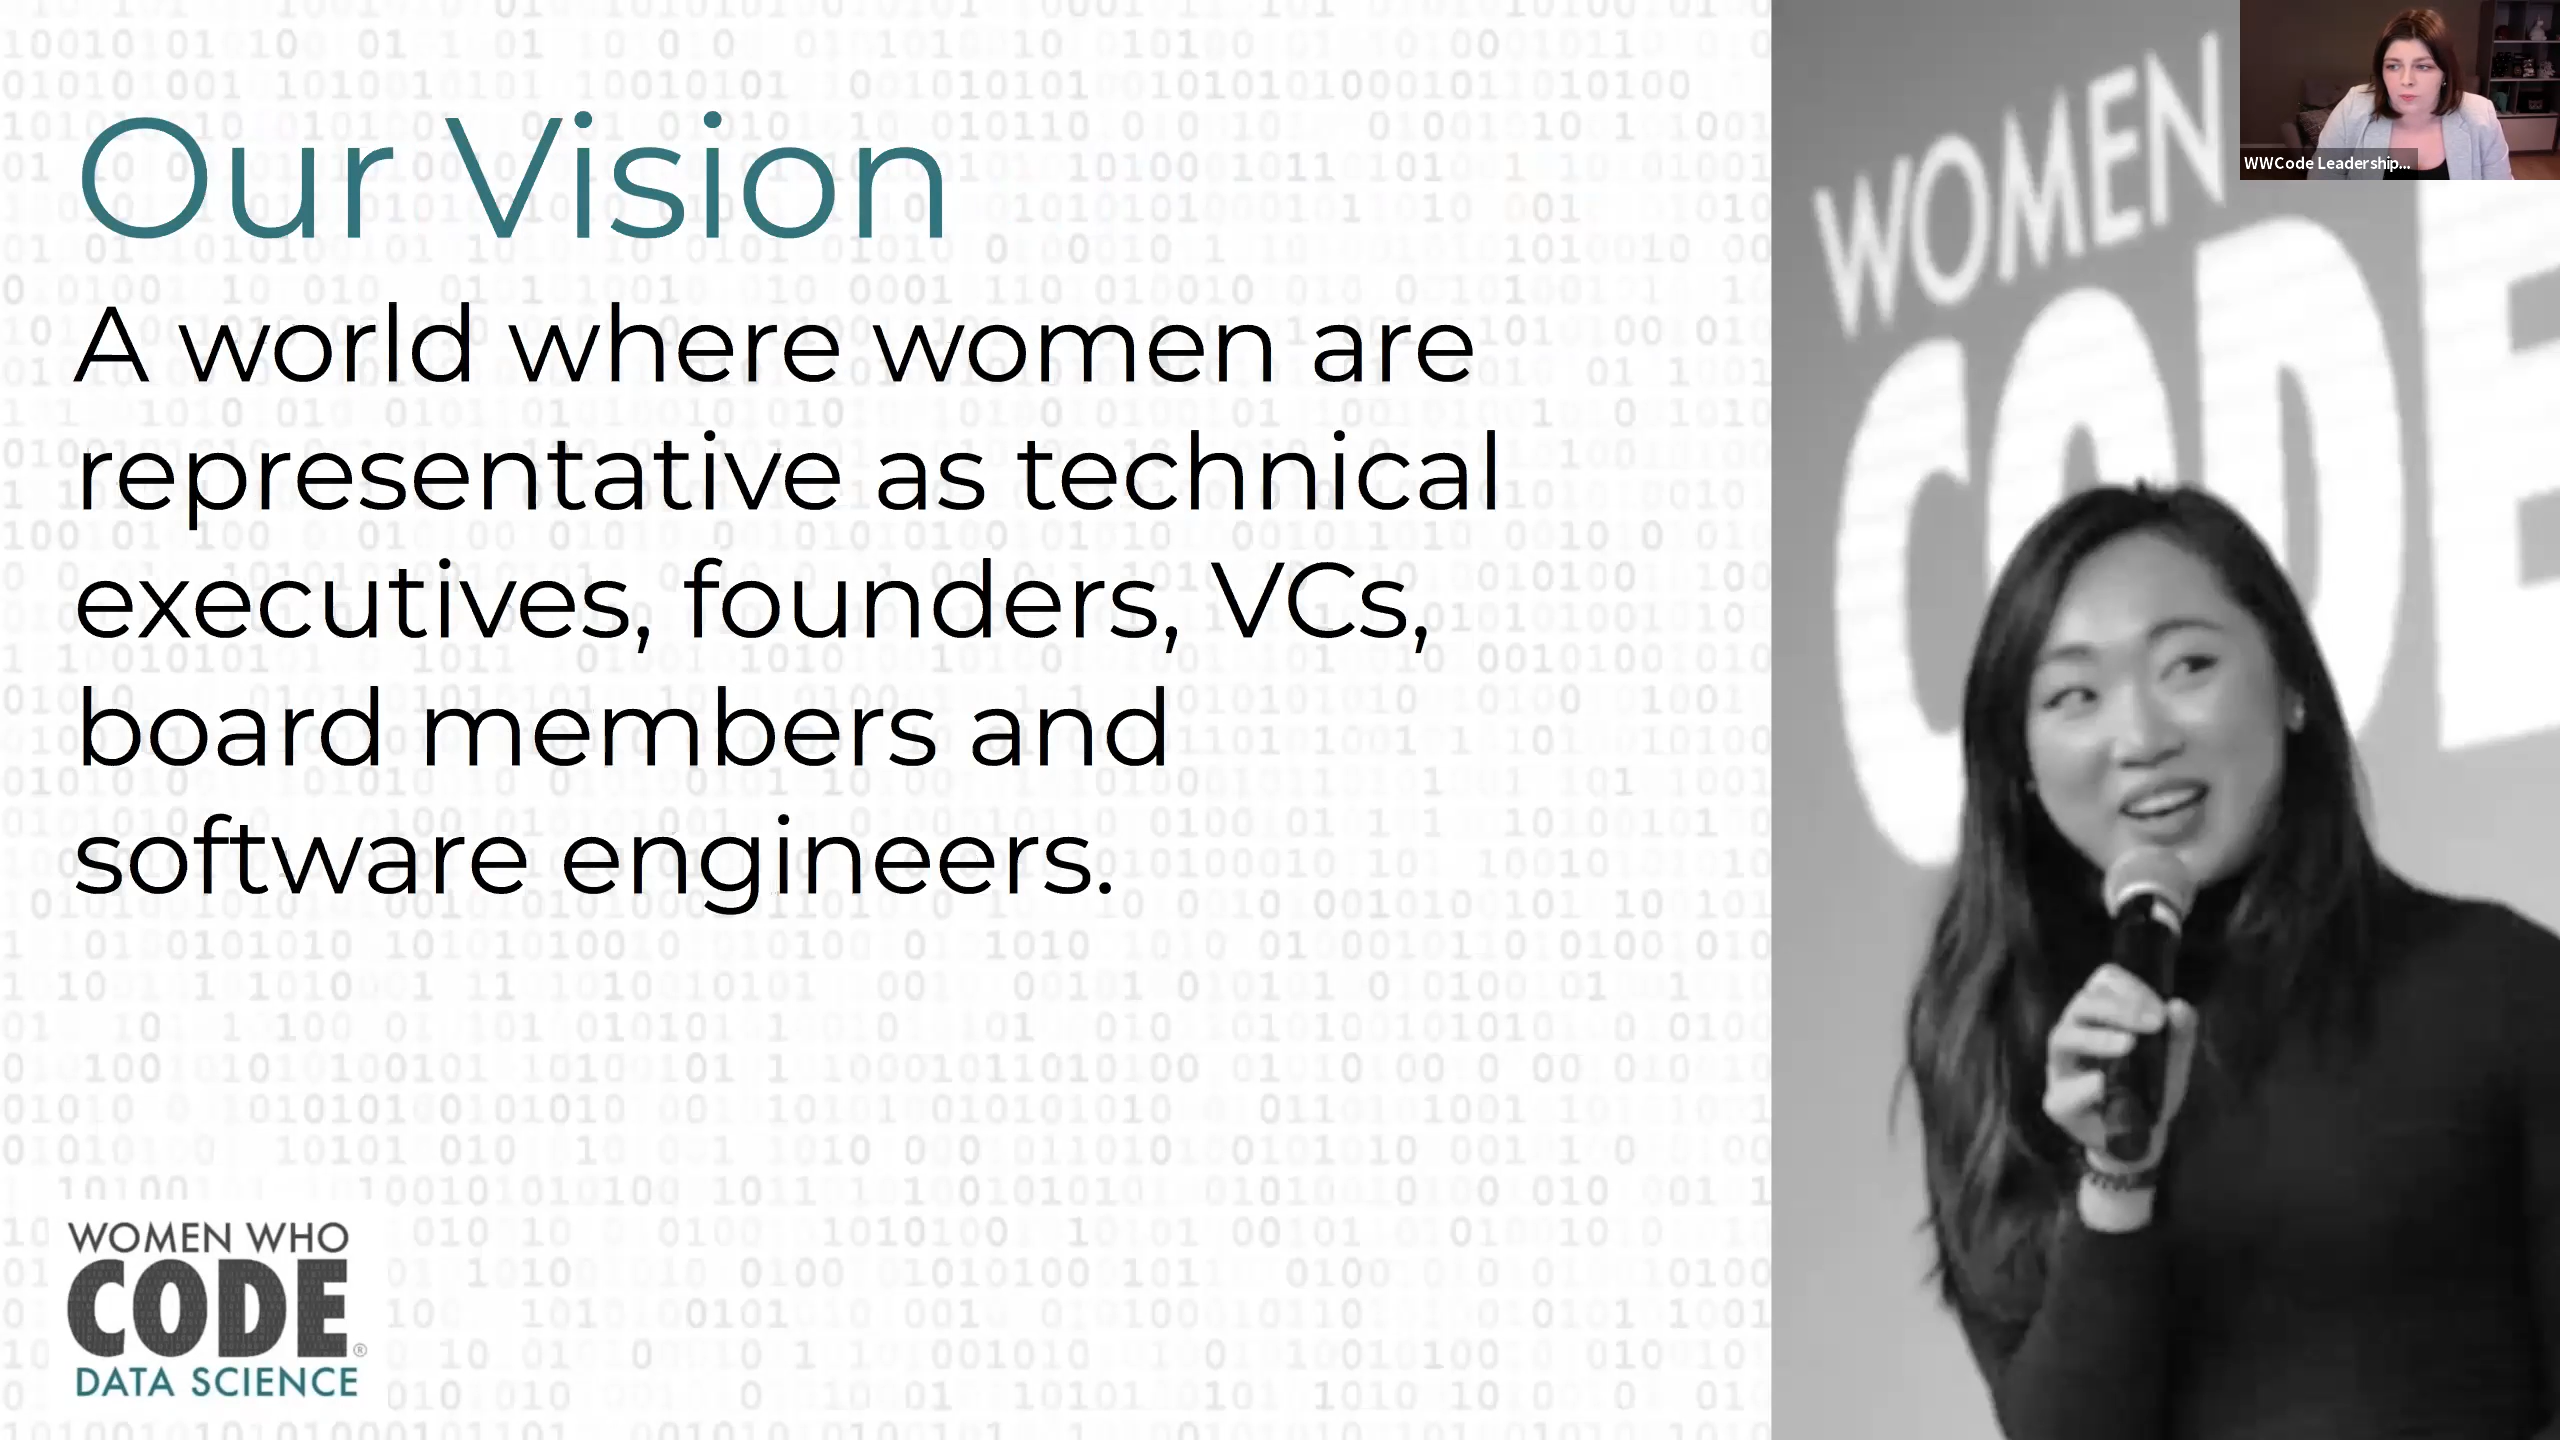 Our Vision
A world where women are
representative as technical
executives, founders, VCs,
board members and
software engineers.
WOMEN WHO
CODE®
DATA SCIENCE
WOMEN
CODE
WWCode Leadership...